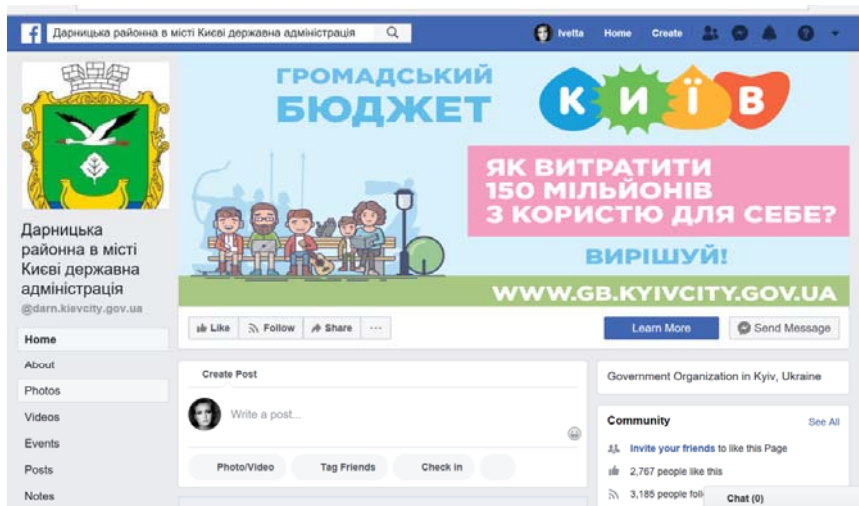 Дарницька районна в місті Києві державна адміністрація
Ivetta Home Create
ГРОМАДСЬКИЙ
БЮДЖЕТ
КИЇВ
ЯК ВИТРАТИТИ
150 МІЛЬЙОНІВ
З КОРИСТЮ ДЛЯ СЕБЕ?
ВИРІШУЙ!
WWW.GB.KYIVCITY.GOV.UA
Дарницька
районна в місті
Києві державна
адміністрація
@darn.kievcity.gov.ua
Home
About
Photos
Videos
Events
Posts
Notes
Like Follow Share ...
Learn More Send Message
Create Post
Write a post...
Photo/Video Tag Friends Check in
Government Organization in Kyiv, Ukraine
Community See All
Invite your friends to like this Page
2,767 people like this
3,185 people foll
Chat (0)